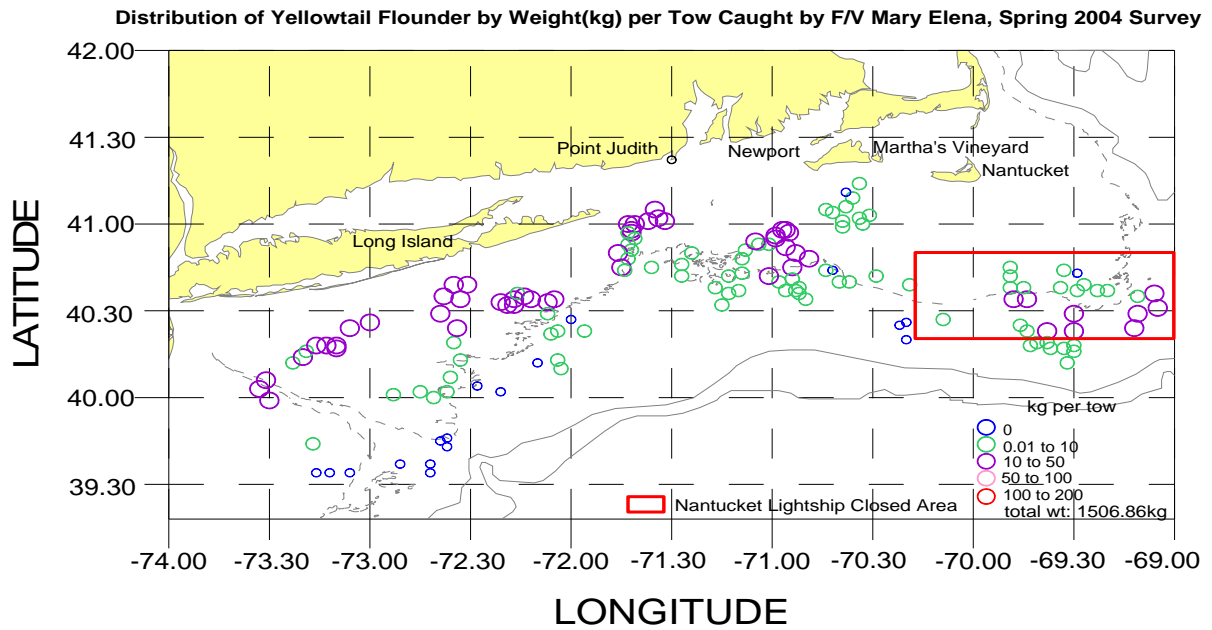 Distribution of Yellowtail Flounder by Weight(kg) per Tow Caught by F/V Mary Elena, Spring 2004 Survey
42.00
41.30
Point Judith
Newport
Martha's Vineyard
Nantucket
41.00
Long Island
LATITUDE
40.30
40.00
kg per tow
0
0.01 to 10
10 to 50
50 to 100
100 to 200
total wt: 1506.86kg
39.30
Nantucket Lightship Closed Area
-74.00 -73.30 -73.00 -72.30 -72.00 -71.30 -71.00 -70.30 -70.00 -69.30 -69.00
LONGITUDE